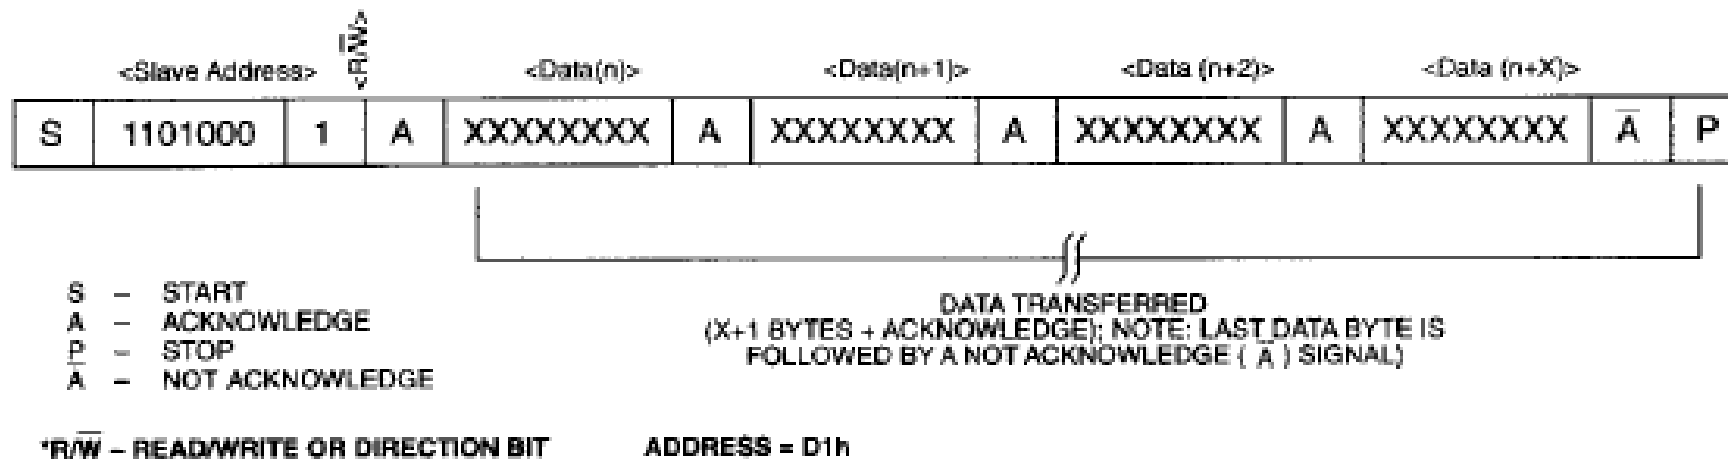 <Slave Address> <R/W̅> <Data(n)> <Data(n+1)> <Data (n+2)> <Data (n+X)>
S 1101000 1 A XXXXXXXX A XXXXXXXX A XXXXXXXX A XXXXXXXX A̅ P
S – START
A – ACKNOWLEDGE
P – STOP
A̅ – NOT ACKNOWLEDGE
DATA TRANSFERRED
(X+1 BYTES + ACKNOWLEDGE); NOTE: LAST DATA BYTE IS
FOLLOWED BY A NOT ACKNOWLEDGE ( A̅ ) SIGNAL)
*R/W̅ – READ/WRITE OR DIRECTION BIT ADDRESS = D1h